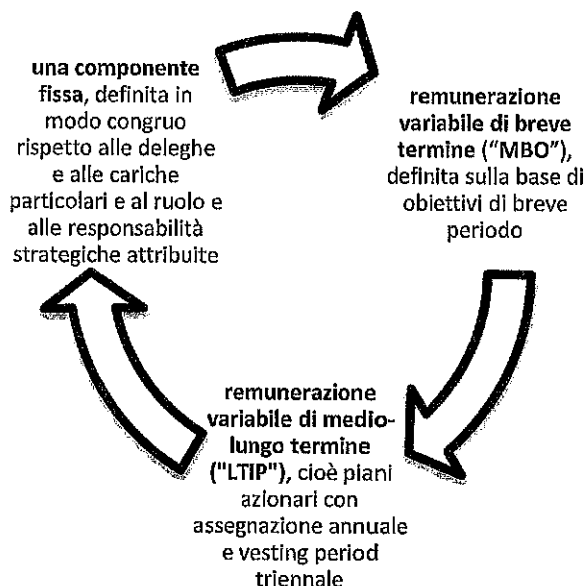 una componente
fissa, definita in
modo congruo
rispetto alle deleghe
e alle cariche
particolari e al ruolo e
alle responsabilità
strategiche attribuite
remunerazione
variabile di breve
termine ("MBO"),
definita sulla base di
obiettivi di breve
periodo
remunerazione
variabile di medio-
lungo termine
("LTIP"), cioè piani
azionari con
assegnazione annuale
e vesting period
triennale